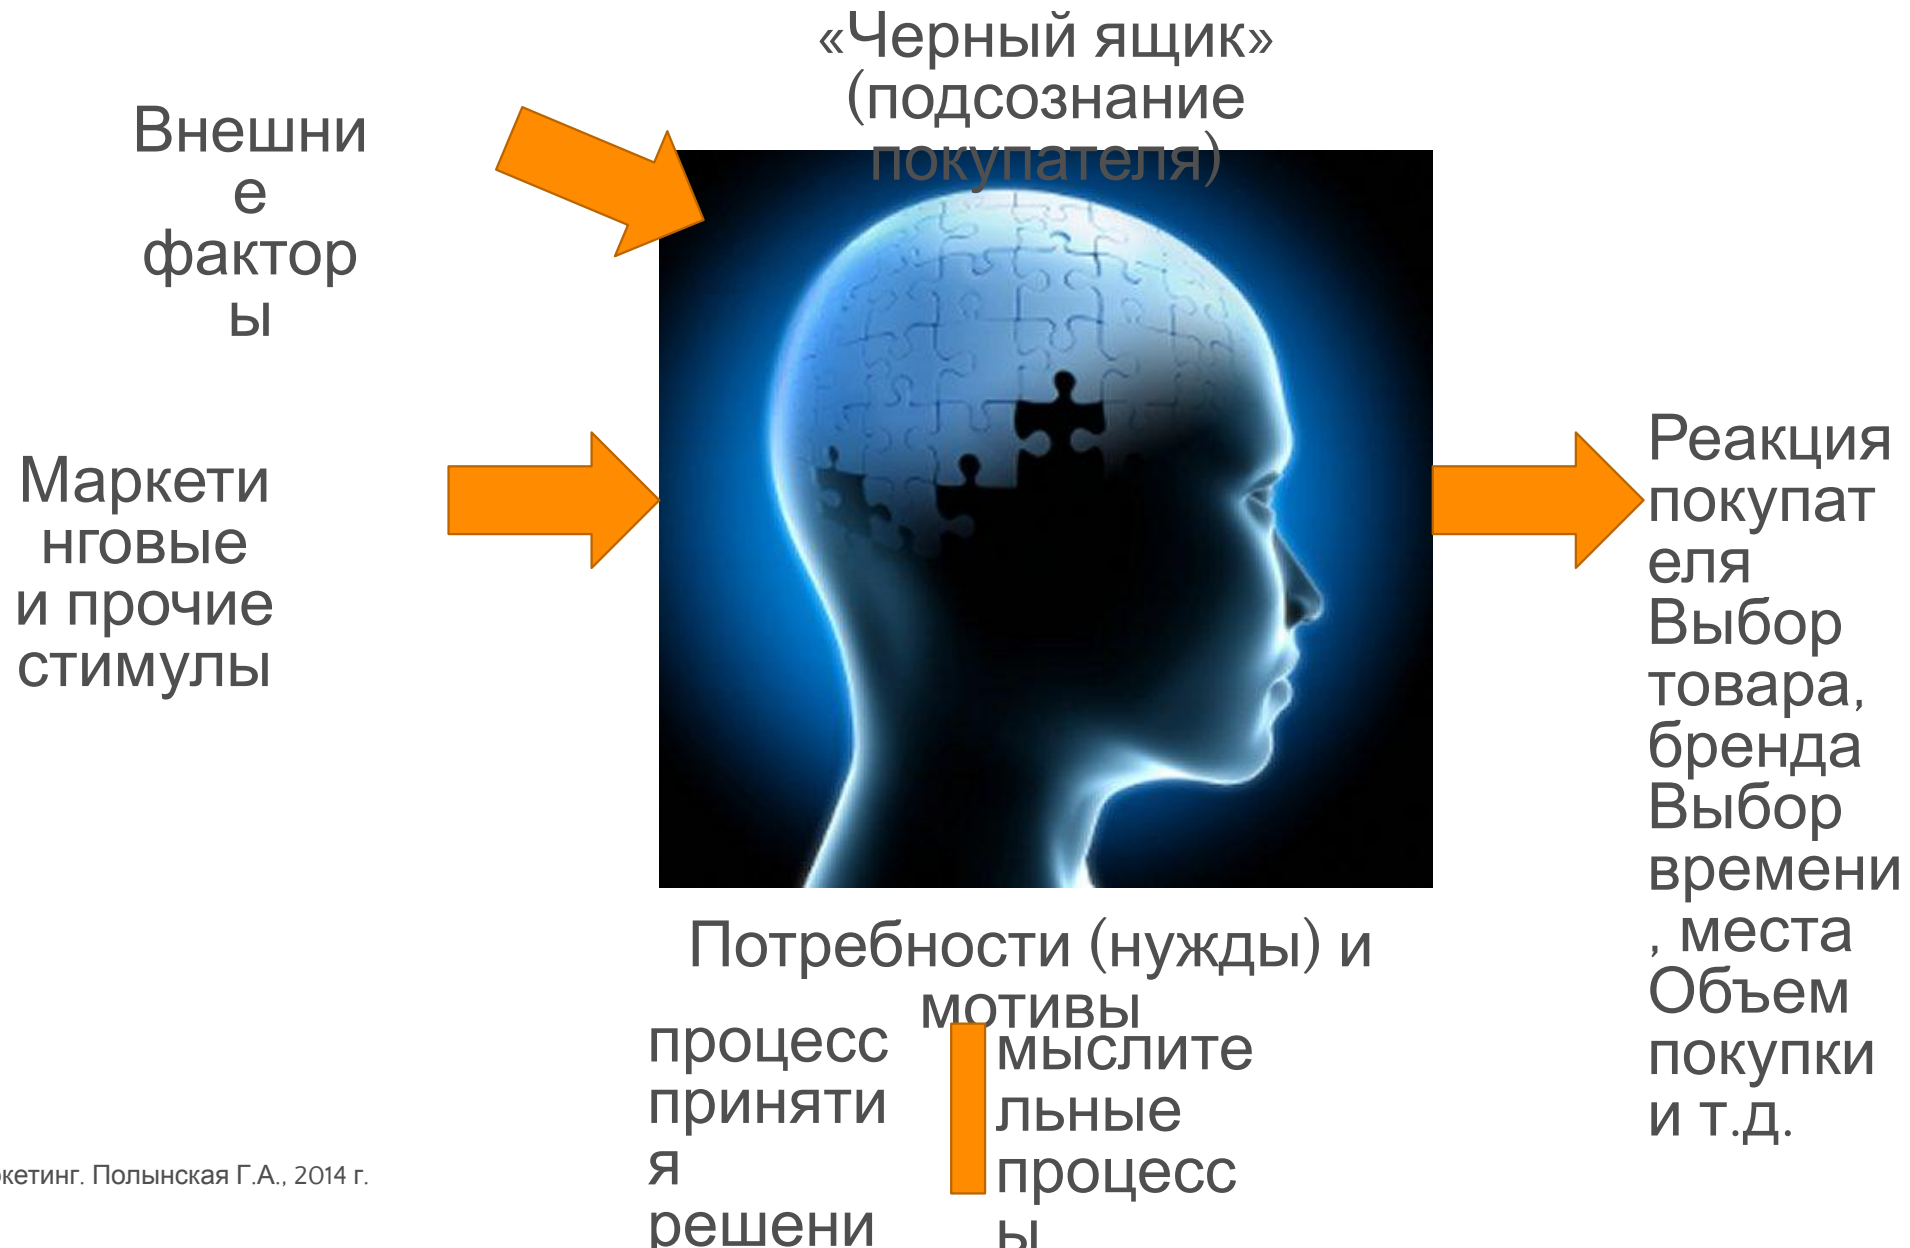 «Черный ящик»
(подсознание
покупателя)
Внешни
е
фактор
ы
Маркети
нговые
и прочие
стимулы
Реакция
покупат
еля
Выбор
товара,
бренда
Выбор
времени
, места
Объем
покупки
и т.д.
Потребности (нужды) и
мотивы
процесс
приняти
я
решени
мыслите
льные
процесс
ы
кетинг. Полынская Г.А., 2014 г.